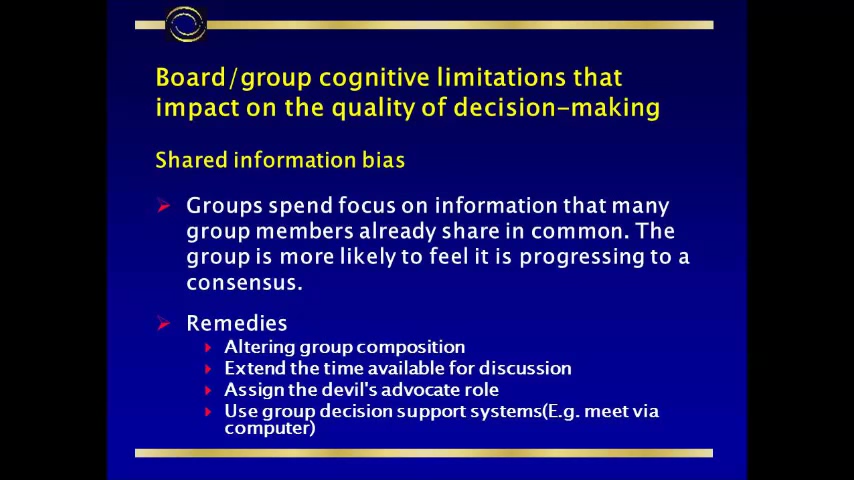 Board/group cognitive limitations that
impact on the quality of decision-making
Shared information bias
Groups spend focus on information that many
group members already share in common. The
group is more likely to feel it is progressing to a
consensus.
Remedies
Altering group composition
Extend the time available for discussion
Assign the devil's advocate role
Use group decision support systems(E.g. meet via
computer)